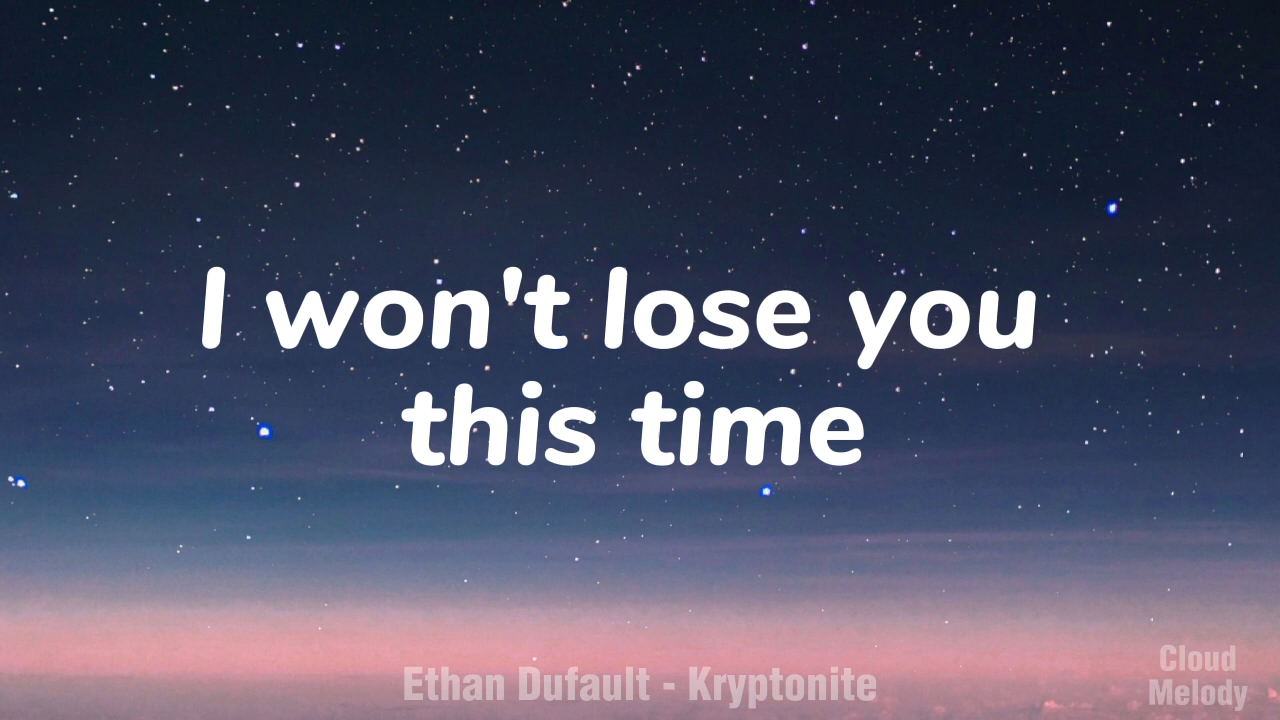 I won't lose you
this time
Ethan Dufault - Kryptonite
Cloud
Melody